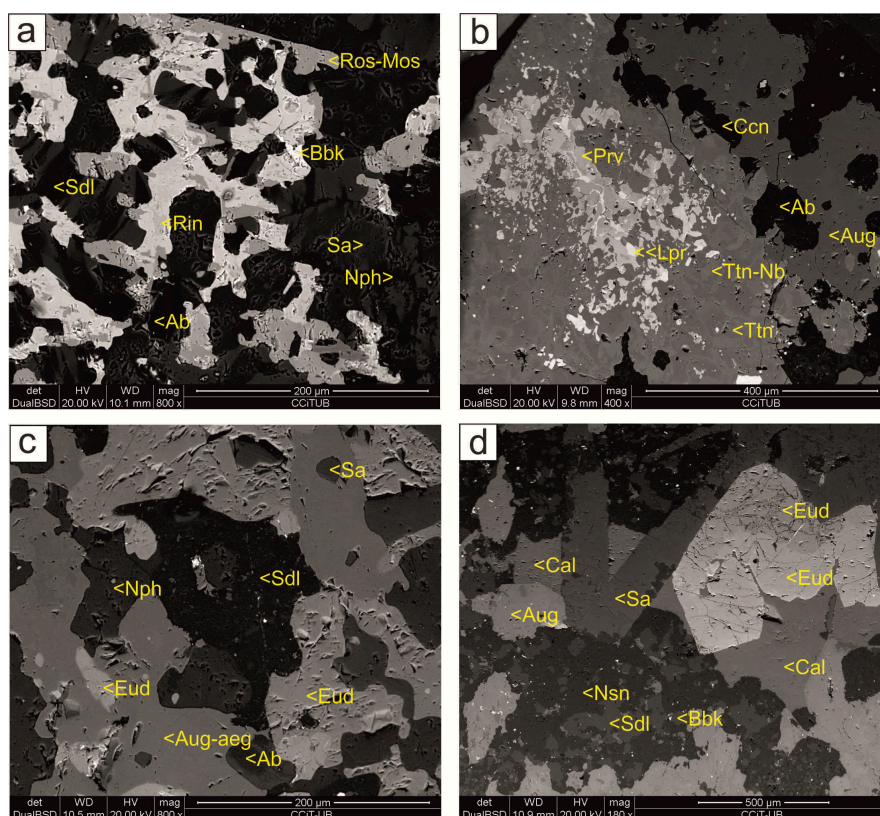 a
<Ros-Mos
<Bbk
<Sdl
<Rin
Sa>
Nph>
<Ab
det HV WD mag 200 µm
DualBSD 20.00 kV 10.1 mm 800 x CCiTUB
b
<Ccn
<Prv
<Ab
<Aug
<<Lpr
<Ttn-Nb
<Ttn
det HV WD mag 400 µm
DualBSD 20.00 kV 9.8 mm 400 x CCiTUB
c
<Sa
<Sdl
<Nph
<Eud
<Eud
<Aug-aeg
<Ab
det WD HV mag 200 µm
DualBSD 10.5 mm 20.00 kV 800 x CCiT-UB
d
<Eud
<Cal
<Eud
<Sa
<Aug
<Cal
<Nsn
<Sdl
<Bbk
det WD HV mag 500 µm
DualBSD 10.9 mm 20.00 kV 180 x CCiT-UB